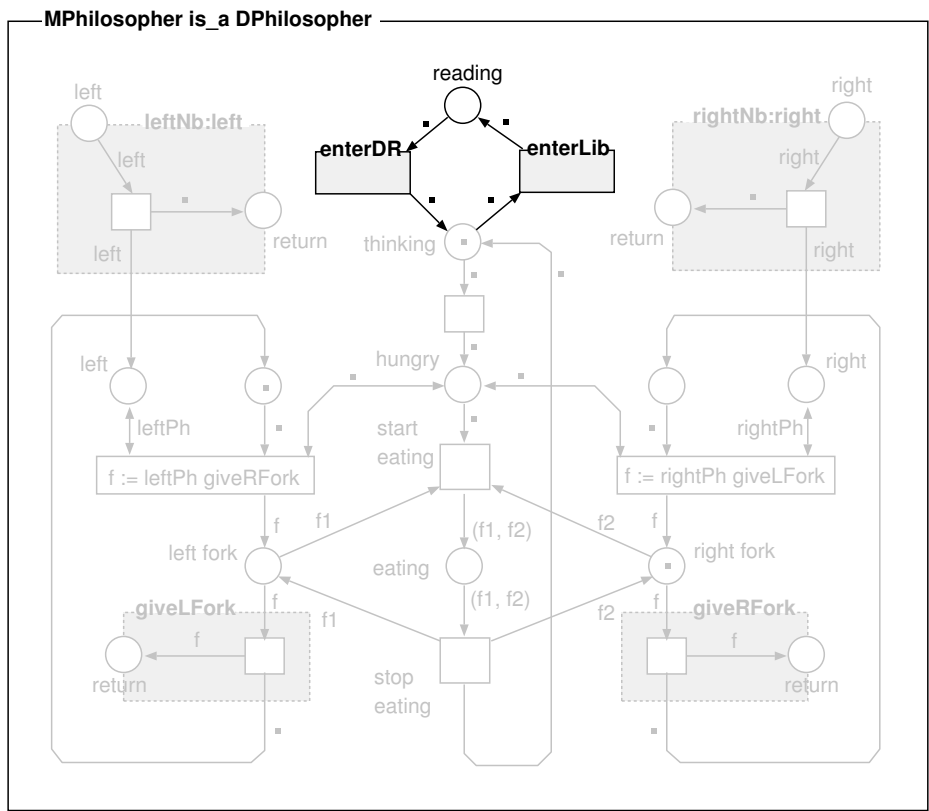 MPhilosopher is_a DPhilosopher
reading
left
right
leftNb:left
rightNb:right
enterDR
enterLib
left
right
return
thinking
return
left
right
left
hungry
right
leftPh
start
eating
rightPh
f := leftPh giveRFork
f := rightPh giveLFork
f
f1
(f1, f2)
f2
f
left fork
eating
right fork
giveLFork
f
f1
(f1, f2)
f2
f
giveRFork
f
f
return
stop
eating
return